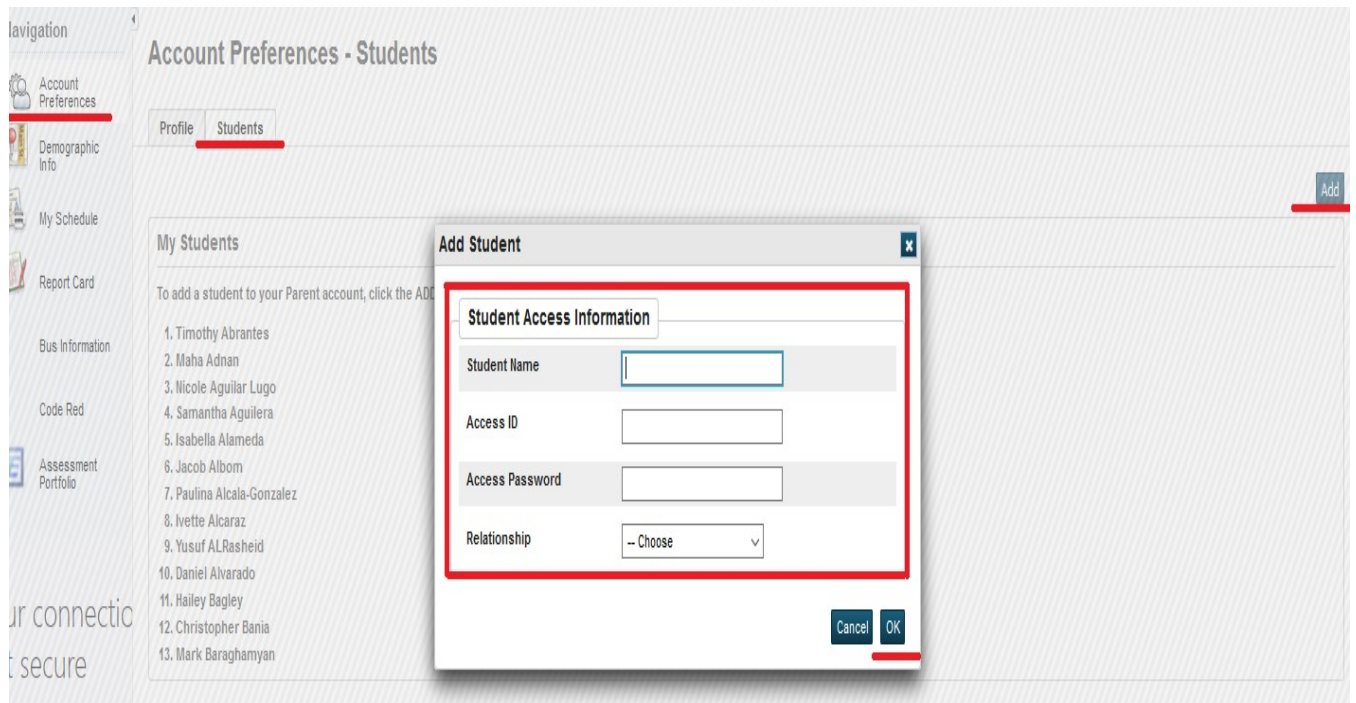 lavigation
Account Preferences - Students
Account
Preferences
Profile
Students
Demographic
Info
Add
My Schedule
My Students
Add Student
x
Report Card
To add a student to your Parent account, click the ADD
Student Access Information
1. Timothy Abrantes
Bus Information
2. Maha Adnan
Student Name
3. Nicole Aguilar Lugo
Code Red
4. Samantha Aguilera
Access ID
5. Isabella Alameda
Assessment
Portfolio
6. Jacob Albom
7. Paulina Alcala-Gonzalez
Access Password
8. Ivette Alcaraz
9. Yusuf ALRasheid
Relationship
-- Choose
10. Daniel Alvarado
11. Hailey Bagley
12. Christopher Bania
13. Mark Baraghamyan
ur connectio
t secure
Cancel
OK